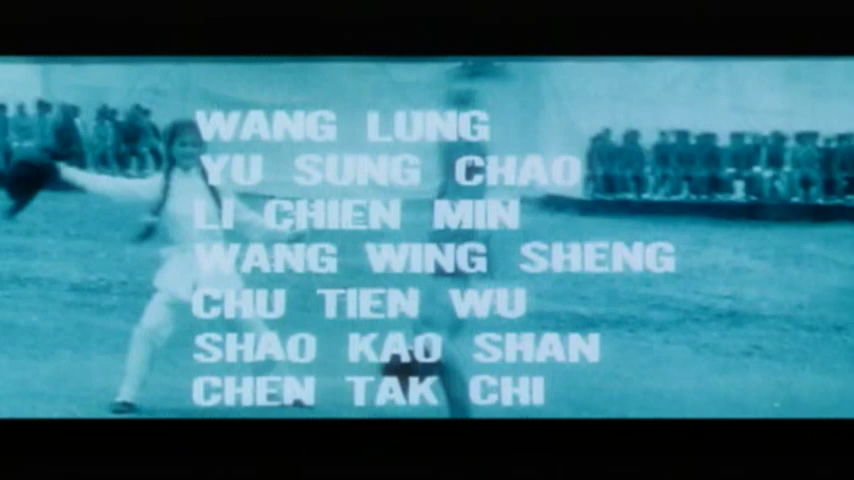 WANG LUNG
YU SUNG CHAO
LI CHIEN MIN
WANG WING SHENG
CHU TIEN WU
SHAO KAO SHAN
CHEN TAK CHI